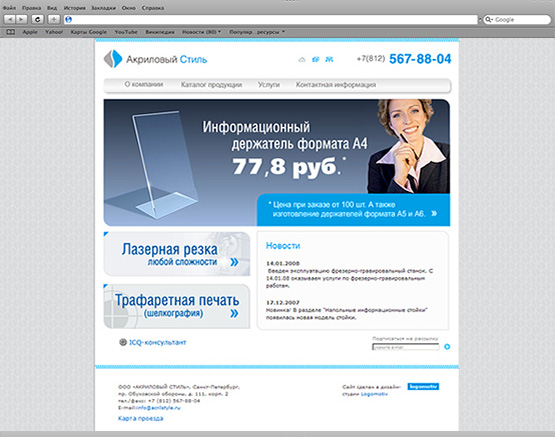 Файл Правка Вид История Закладки Окно Справка
Google
Apple Yahoo! Карты Google YouTube Википедия Новости (80) Популяр...ресурсы
Акриловый Стиль
+7(812) 567-88-04
О компании Каталог продукции Услуги Контактная информация
Информационный
держатель формата А4
77,8 руб.*
* Цена при заказе от 100 шт. А также
изготовление держателей формата А5 и А6. »
Лазерная резка
любой сложности »
Трафаретная печать
(шелкография) »
ICQ-консультант
Новости
14.01.2008
Введен эксплуатацию фрезерно-гравировальный станок. С
14.01.08 оказываем услуги по фрезерно-гравировальным
работам.
17.12.2007
Новинка! В разделе "Напольные информационные стойки"
появилась новая модель стойки.
Подписаться на рассылку
ООО «АКРИЛОВЫЙ СТИЛЬ», Санкт-Петербург,
пр. Обуховской обороны, д. 111, корп. 2
тел./факс: +7 (812) 567-88-04
E-mail:info@acrilstyle.ru
Карта проезда
Сайт сделан в дизайн-
студии Logomotiv
logomotiv